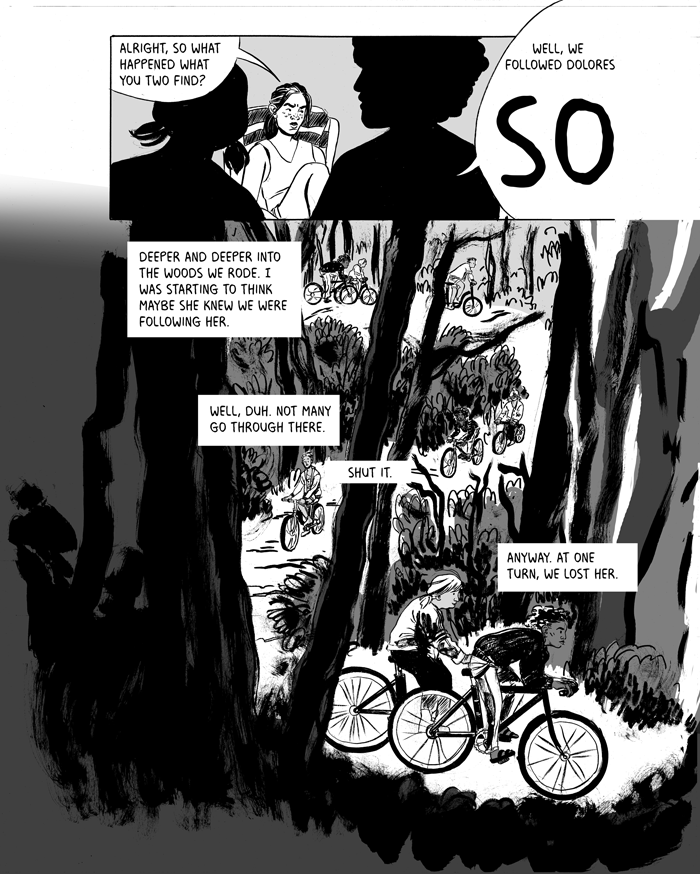 ALRIGHT, SO WHAT
HAPPENED WHAT
YOU TWO FIND?
WELL, WE
FOLLOWED DOLORES
SO
DEEPER AND DEEPER INTO
THE WOODS WE RODE. I
WAS STARTING TO THINK
MAYBE SHE KNEW WE WERE
FOLLOWING HER.
WELL, DUH. NOT MANY
GO THROUGH THERE.
SHUT IT.
ANYWAY. AT ONE
TURN, WE LOST HER.